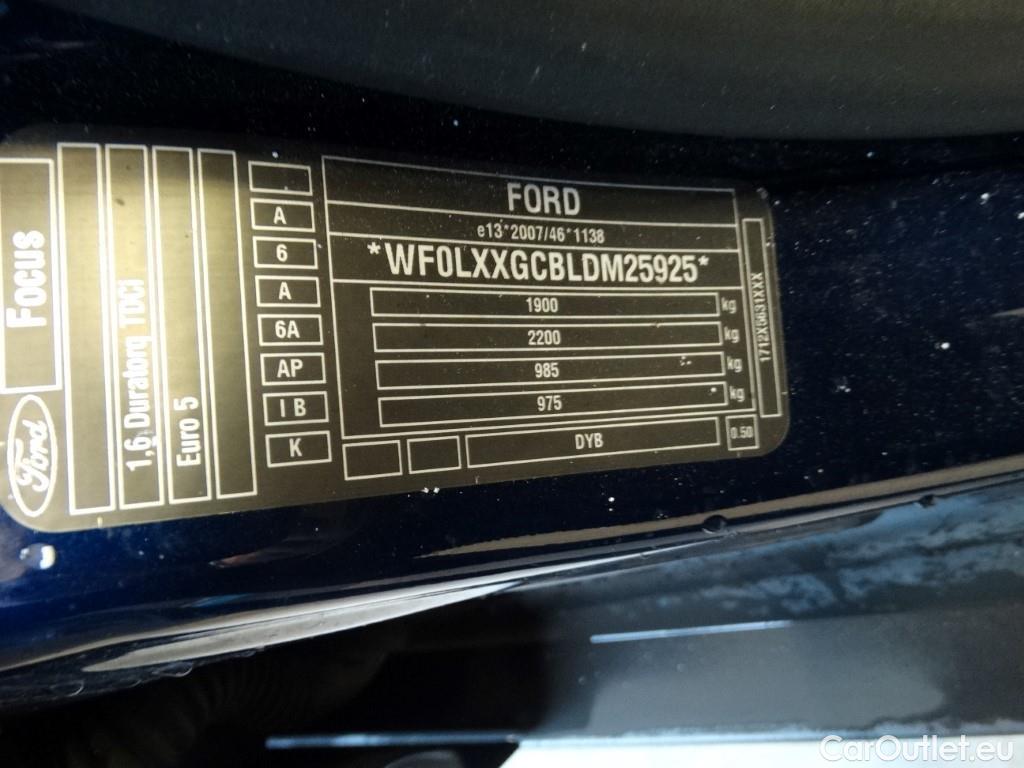 FORD
e13*2007/46*1138
*WF0LXXGCBLDM25925*
1900 kg
2200 kg
985 kg
975 kg
DYB
0.50
1712X5631XXX
A
6
A
6A
AP
I B
K
Focus
Ford
1,6 Duratorq TDCi
Euro 5
CarOutlet.eu